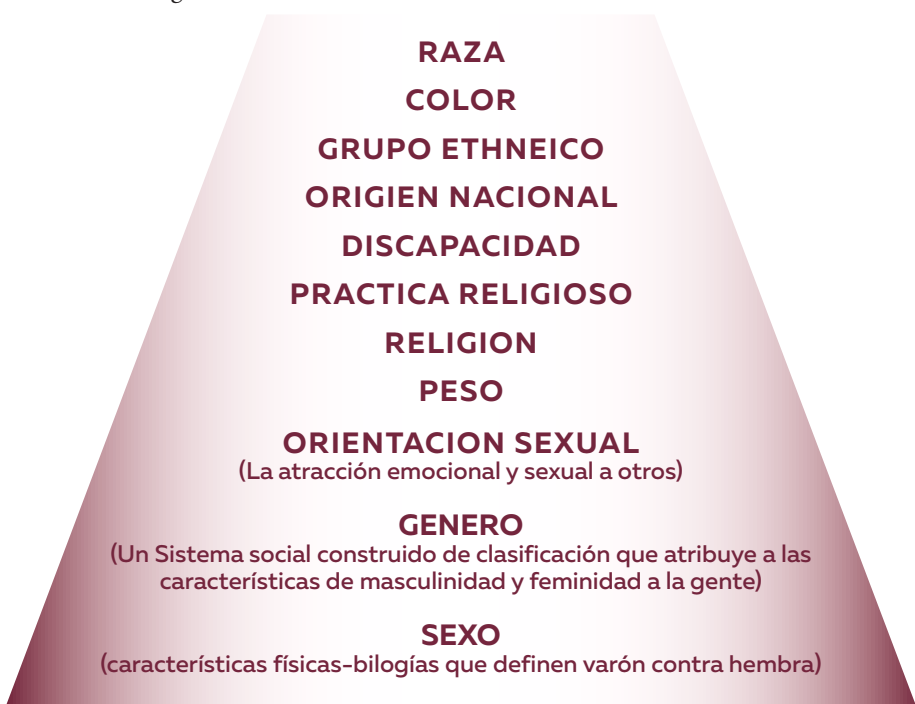 RAZA
COLOR
GRUPO ETHNEICO
ORIGIEN NACIONAL
DISCAPACIDAD
PRACTICA RELIGIOSO
RELIGION
PESO
ORIENTACION SEXUAL
(La atracción emocional y sexual a otros)
GENERO
(Un Sistema social construido de clasificación que atribuye a las
características de masculinidad y feminidad a la gente)
SEXO
(características físicas-bilogías que definen varón contra hembra)